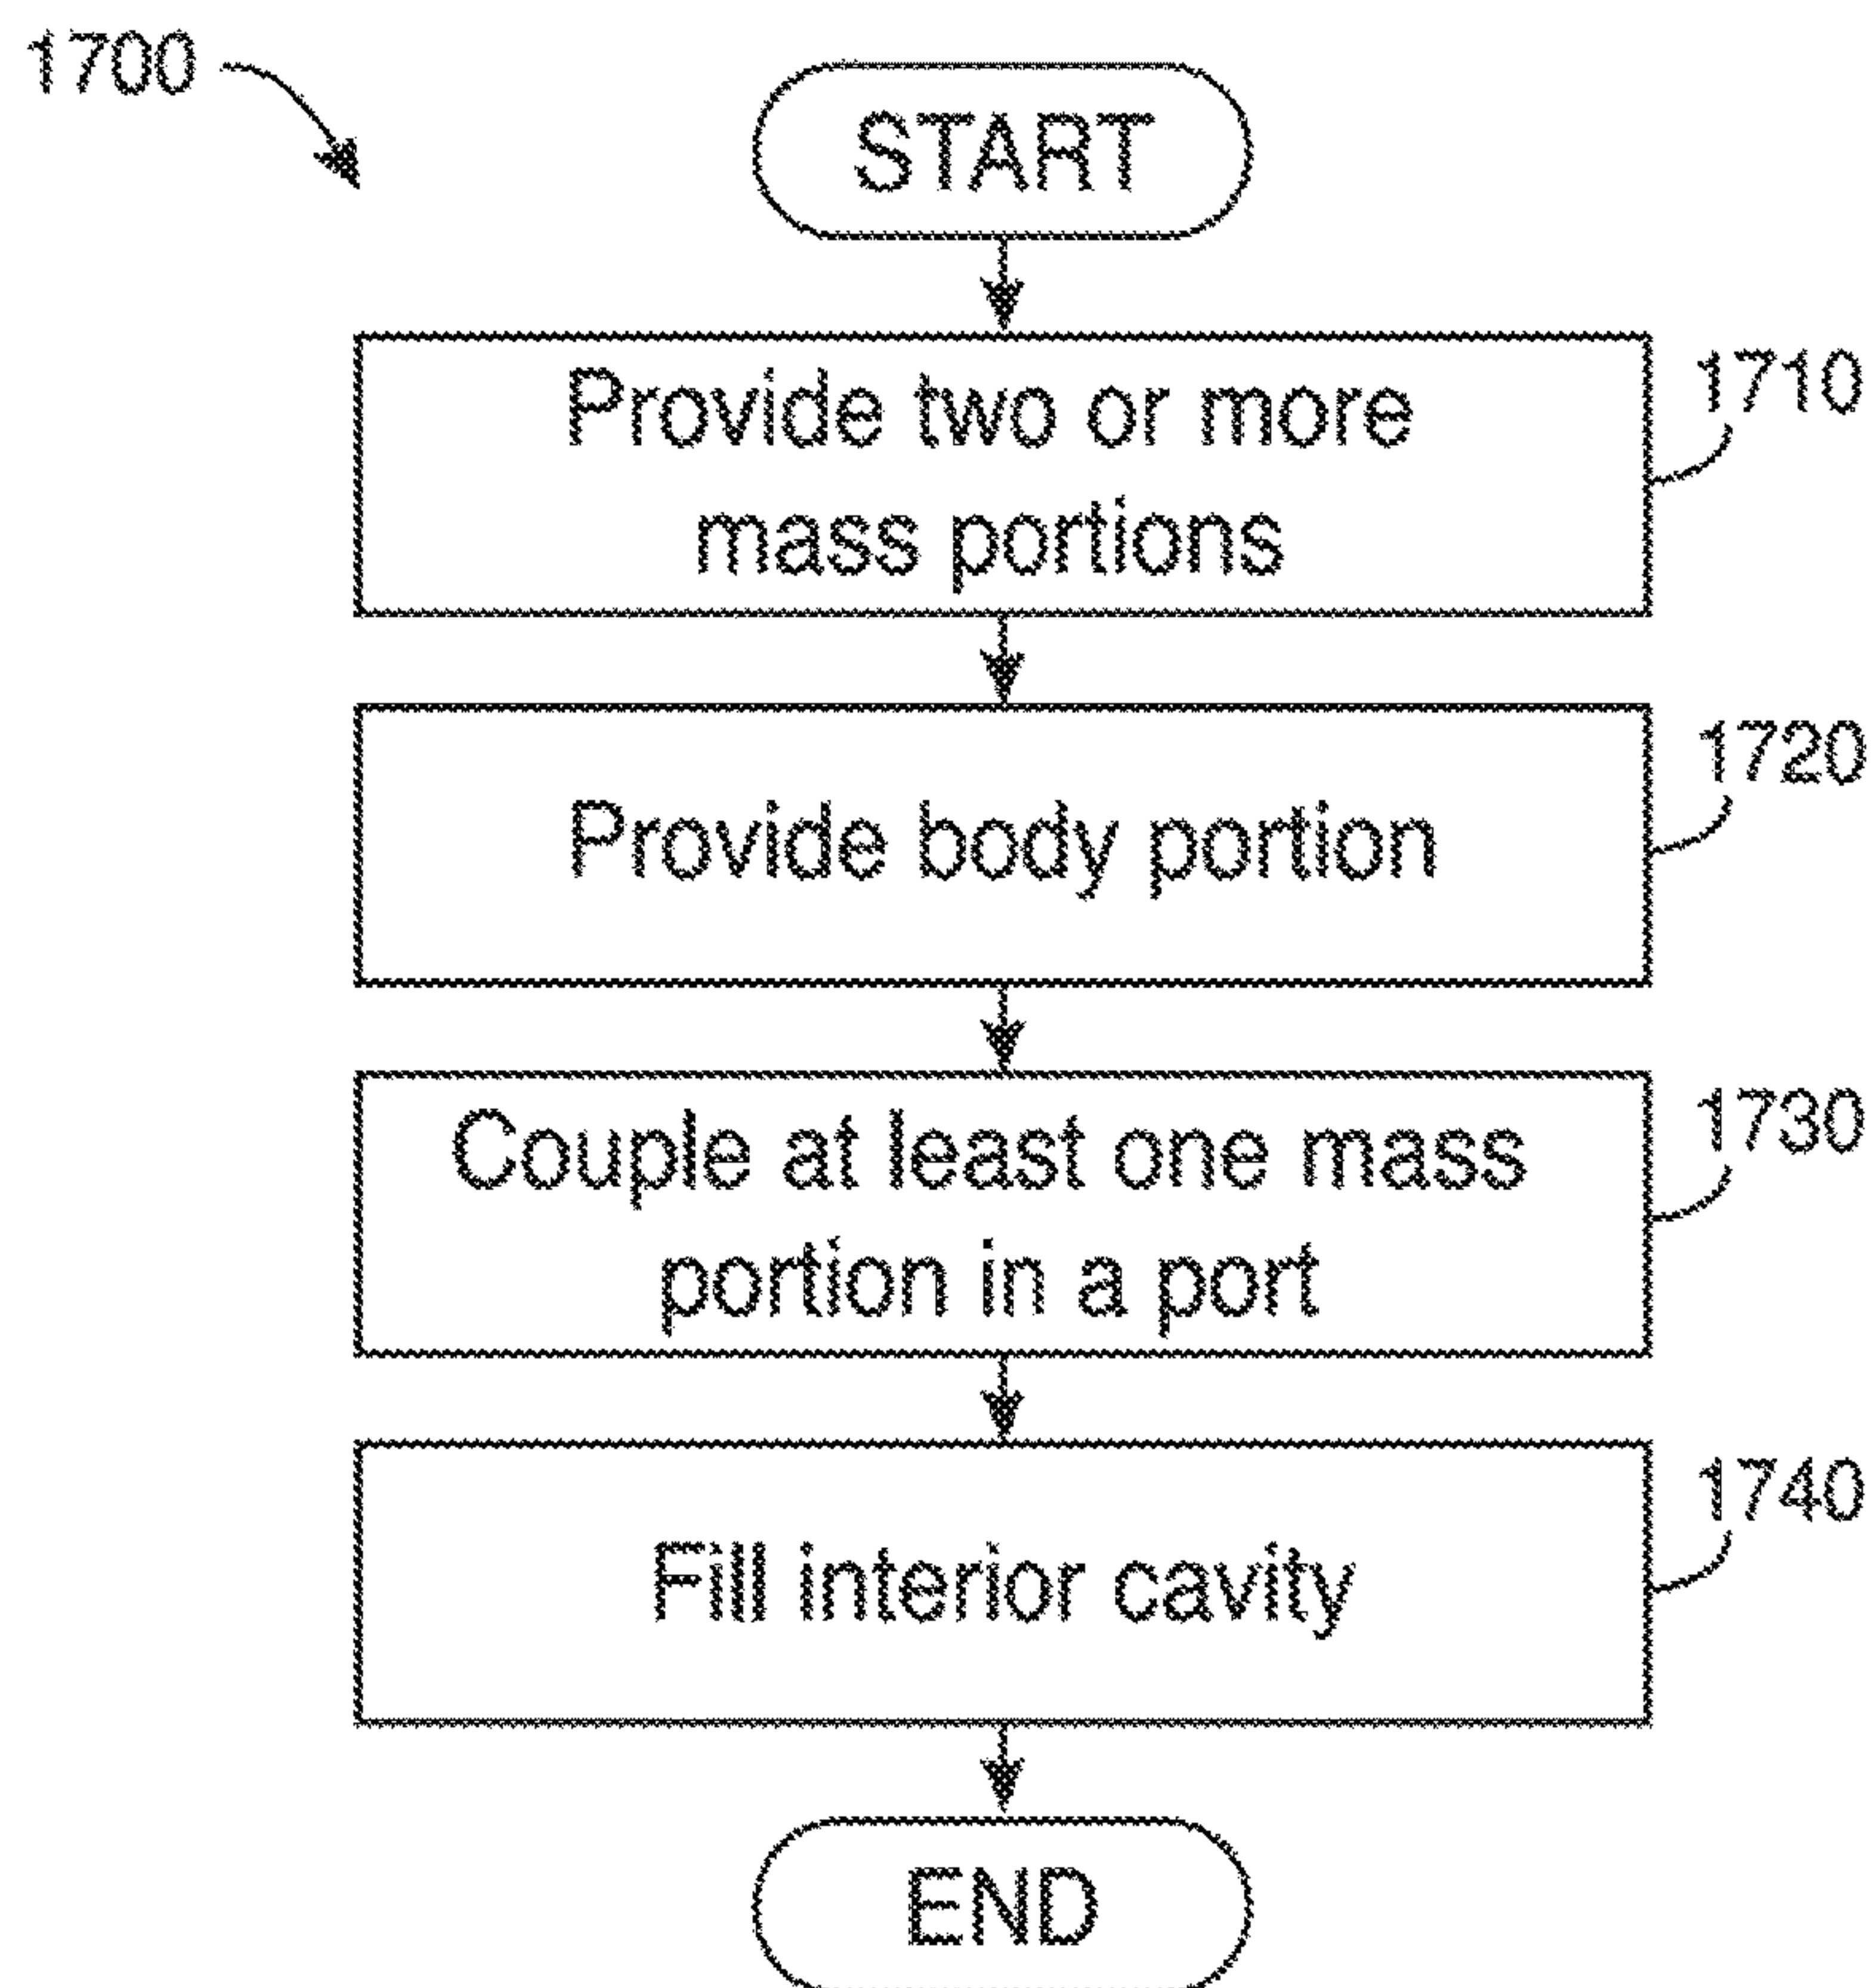 1700
START
Provide two or more
mass portions
1710
Provide body portion
1720
Couple at least one mass
portion in a port
1730
Fill interior cavity
1740
END